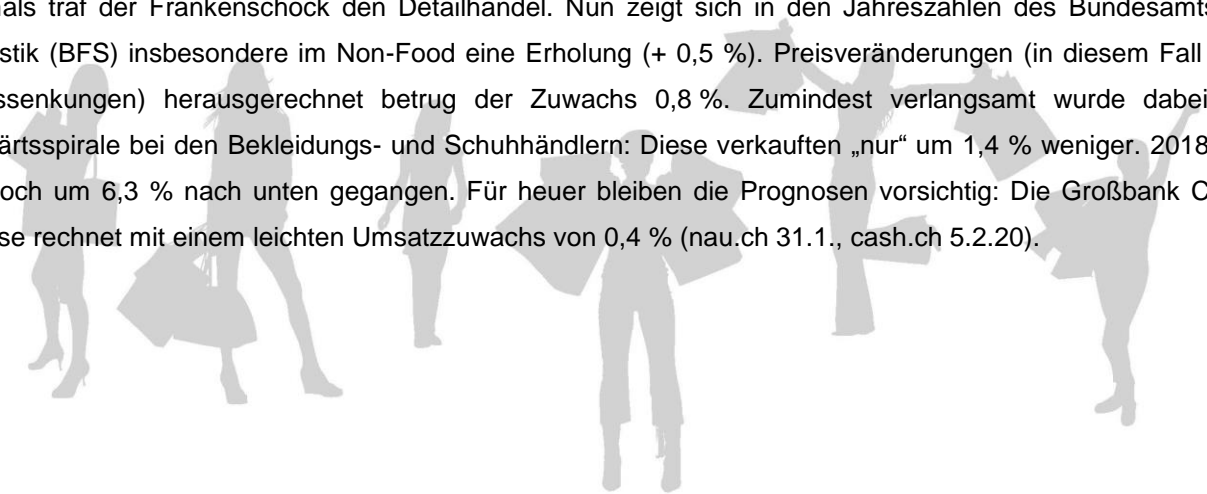 als traf der Frankenschock den Detailhandel. Nun zeigt sich in den Jahreszahlen des Bundesamts
stik (BFS) insbesondere im Non-Food eine Erholung (+ 0,5 %). Preisveränderungen (in diesem Fall
ssenkungen) herausgerechnet betrug der Zuwachs 0,8 %. Zumindest verlangsamt wurde dabei
ärtsspirale bei den Bekleidungs- und Schuhhändlern: Diese verkauften „nur“ um 1,4 % weniger. 2018
och um 6,3 % nach unten gegangen. Für heuer bleiben die Prognosen vorsichtig: Die Großbank C
se rechnet mit einem leichten Umsatzzuwachs von 0,4 % (nau.ch 31.1., cash.ch 5.2.20).